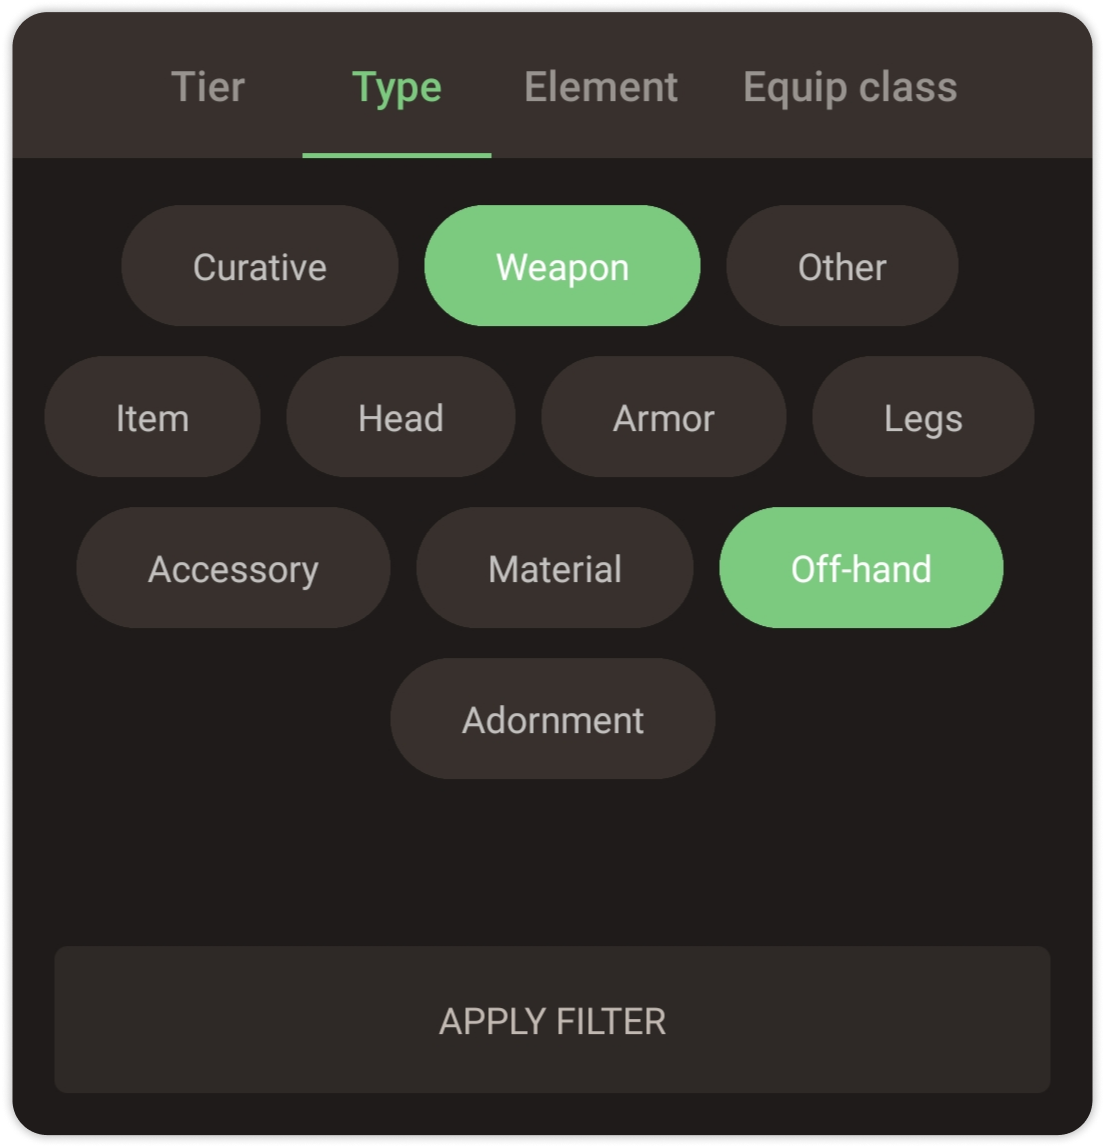 Tier Type Element Equip class
Curative Weapon Other
Item Head Armor Legs
Accessory Material Off-hand
Adornment
APPLY FILTER